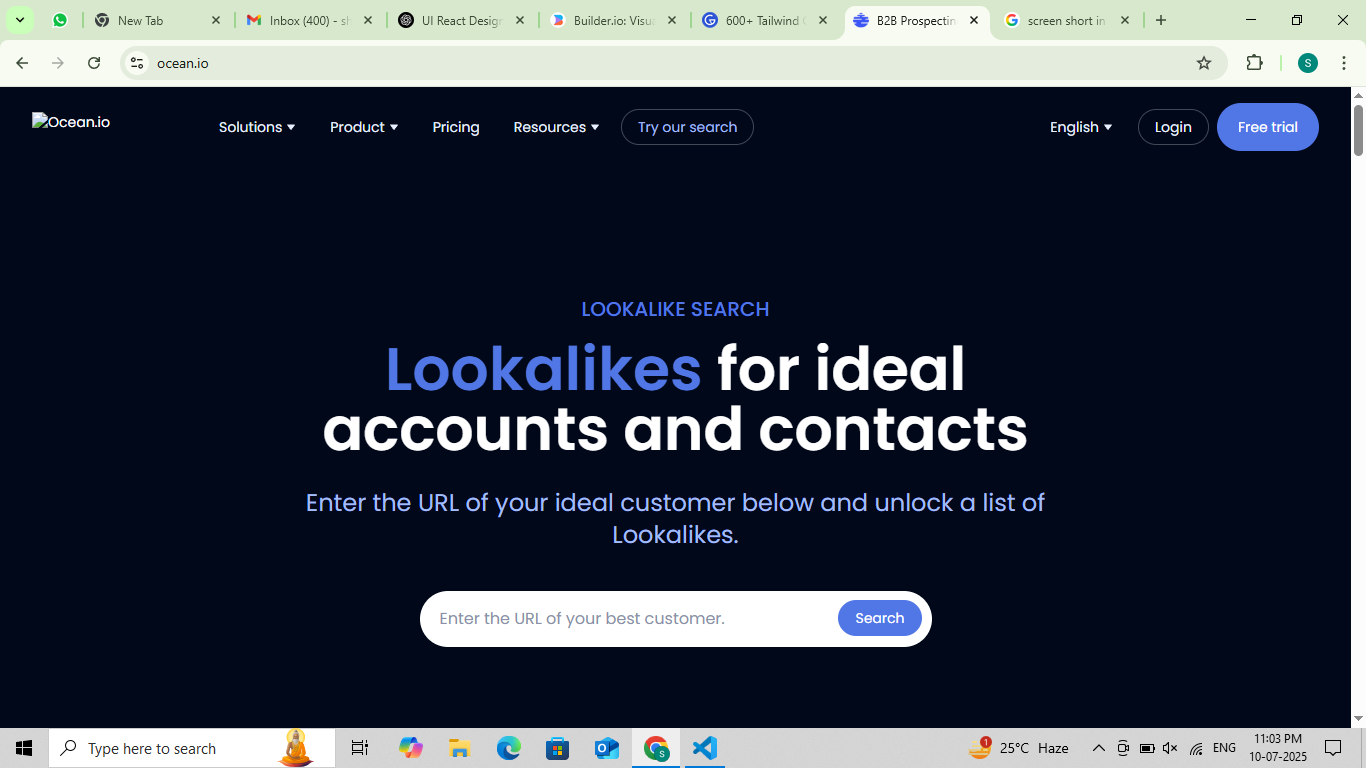 New Tab
Inbox (400) - sh
UI React Design
Builder.io: Visua
600+ Tailwind
B2B Prospectin
screen short in
ocean.io
S
Ocean.io
Solutions
Product
Pricing
Resources
Try our search
English
Login
Free trial
LOOKALIKE SEARCH
Lookalikes for ideal
accounts and contacts
Enter the URL of your ideal customer below and unlock a list of
Lookalikes.
Enter the URL of your best customer.
Search
Type here to search
S
1
25°C Haze
ENG
11:03 PM
10-07-2025